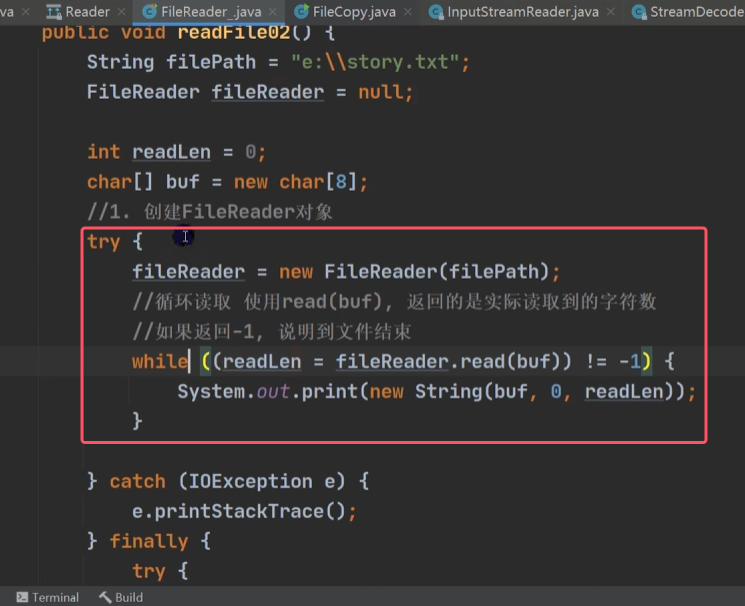 va Reader FileReader_.java FileCopy.java InputStreamReader.java StreamDecode
public void readFile02() {
String filePath = "e:\\story.txt";
FileReader fileReader = null;
int readLen = 0;
char[] buf = new char[8];
//1. 创建FileReader对象
try {
fileReader = new FileReader(filePath);
//循环读取 使用read(buf), 返回的是实际读取到的字符数
//如果返回-1, 说明到文件结束
while ((readLen = fileReader.read(buf)) != -1) {
System.out.print(new String(buf, 0, readLen));
}
} catch (IOException e) {
e.printStackTrace();
} finally {
try {
Terminal Build